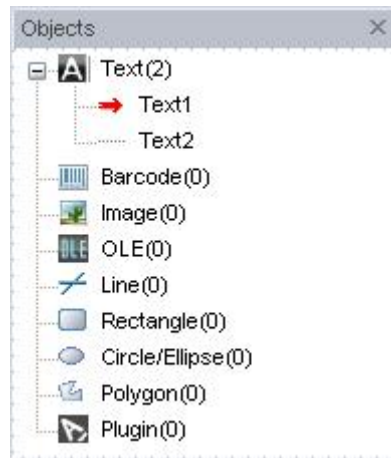 Objects
Text(2)
Text1
Text2
Barcode(0)
Image(0)
OLE OLE(0)
Line(0)
Rectangle(0)
Circle/Ellipse(0)
Polygon(0)
A Plugin(0)